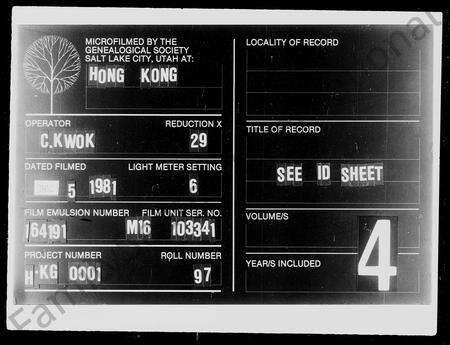 MICROFILMED BY THE
GENEALOGICAL SOCIETY
SALT LAKE CITY, UTAH AT:
HONG KONG
OPERATOR REDUCTION X
C.KWOK 29
DATED FILMED LIGHT METER SETTING
5 1981 6
FILM EMULSION NUMBER FILM UNIT SER. NO.
164191 M16 103341
PROJECT NUMBER ROLL NUMBER
H-KG 0001 97
LOCALITY OF RECORD
TITLE OF RECORD
SEE ID SHEET
VOLUME/S
4
YEAR/S INCLUDED